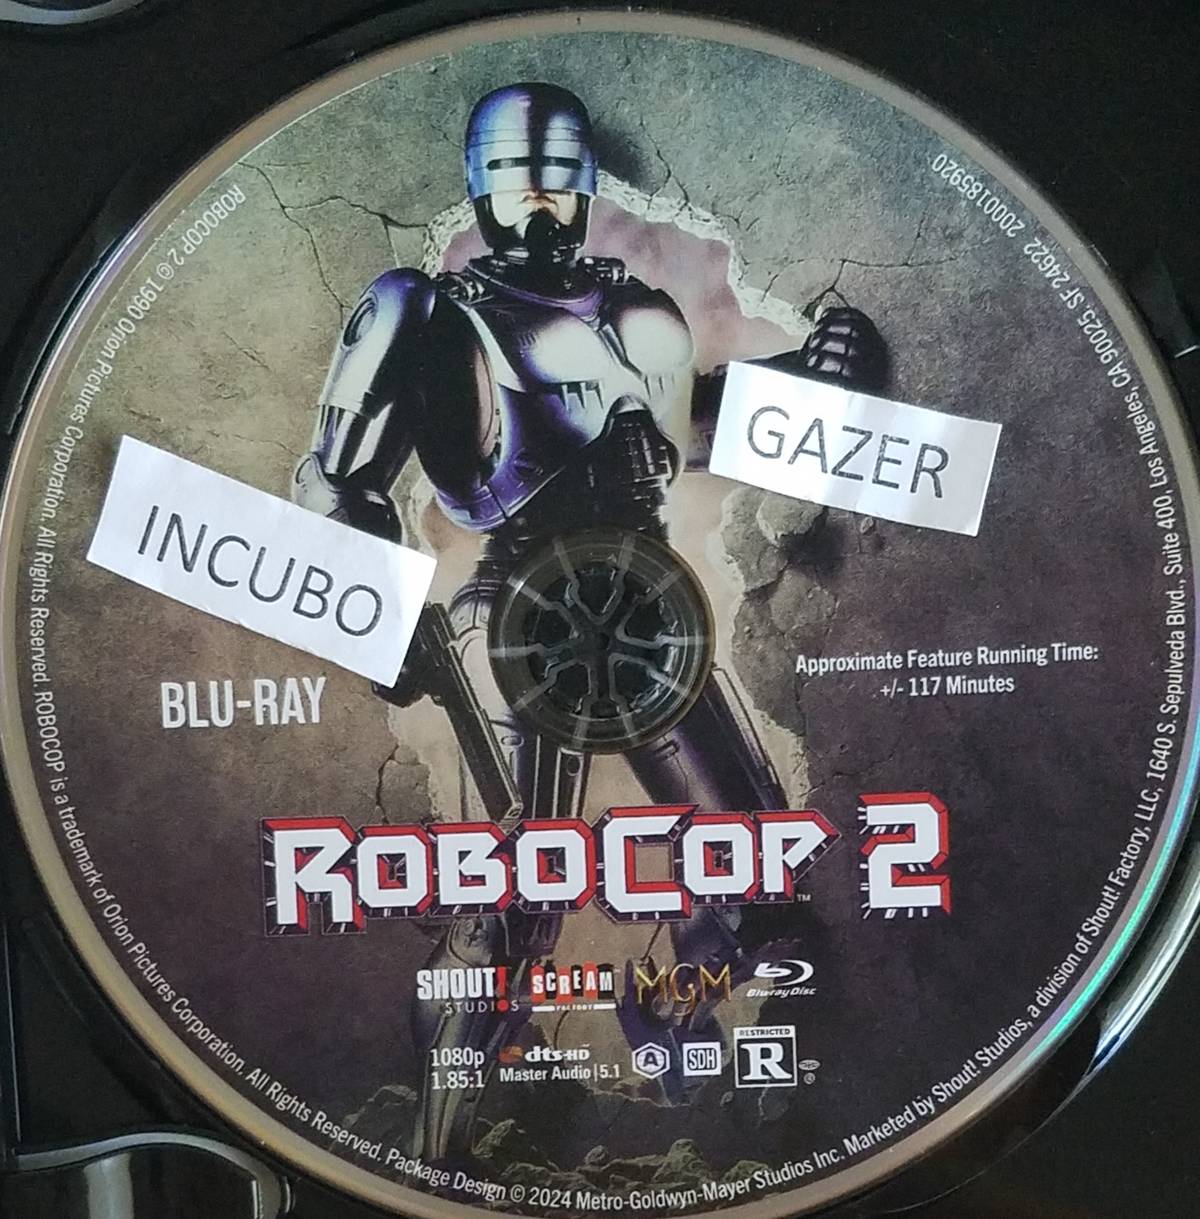 INCUBO
GAZER
BLU-RAY
Approximate Feature Running Time:
+/- 117 Minutes
ROBOCOP 2
TM
SHOUT! STUDIOS
SCREAM FACTORY
MGM
Blu-ray Disc
1080p
1.85:1
dts-HD
Master Audio | 5.1
A
SDH
RESTRICTED
R
®
ROBOCOP 2 © 1990 Orion Pictures Corporation. All Rights Reserved. ROBOCOP is a trademark of Orion Pictures Corporation. All Rights Reserved. Package Design © 2024 Metro-Goldwyn-Mayer Studios Inc. Marketed by Shout! Studios, a division of Shout! Factory, LLC, 1640 S. Sepulveda Blvd., Suite 400, Los Angeles, CA 90025. SF 24622 20000185920